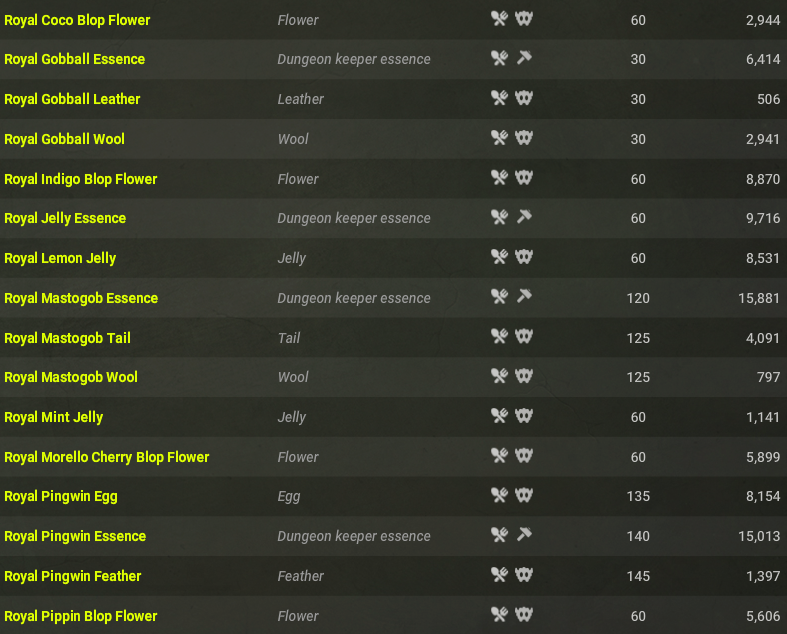 Royal Coco Blop Flower Flower 60 2,944
Royal Gobball Essence Dungeon keeper essence 30 6,414
Royal Gobball Leather Leather 30 506
Royal Gobball Wool Wool 30 2,941
Royal Indigo Blop Flower Flower 60 8,870
Royal Jelly Essence Dungeon keeper essence 60 9,716
Royal Lemon Jelly Jelly 60 8,531
Royal Mastogob Essence Dungeon keeper essence 120 15,881
Royal Mastogob Tail Tail 125 4,091
Royal Mastogob Wool Wool 125 797
Royal Mint Jelly Jelly 60 1,141
Royal Morello Cherry Blop Flower Flower 60 5,899
Royal Pingwin Egg Egg 135 8,154
Royal Pingwin Essence Dungeon keeper essence 140 15,013
Royal Pingwin Feather Feather 145 1,397
Royal Pippin Blop Flower Flower 60 5,606